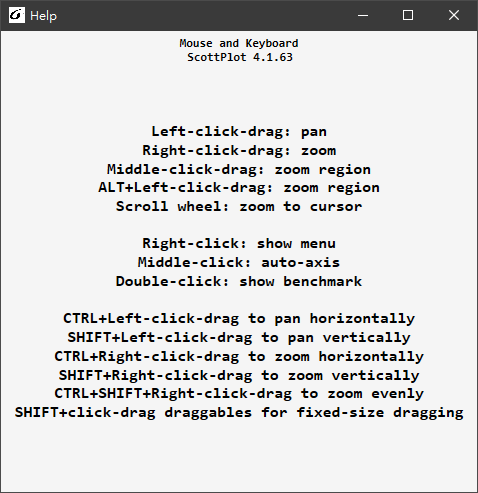 Help
Mouse and Keyboard
ScottPlot 4.1.63
Left-click-drag: pan
Right-click-drag: zoom
Middle-click-drag: zoom region
ALT+Left-click-drag: zoom region
Scroll wheel: zoom to cursor
Right-click: show menu
Middle-click: auto-axis
Double-click: show benchmark
CTRL+Left-click-drag to pan horizontally
SHIFT+Left-click-drag to pan vertically
CTRL+Right-click-drag to zoom horizontally
SHIFT+Right-click-drag to zoom vertically
CTRL+SHIFT+Right-click-drag to zoom evenly
SHIFT+click-drag draggables for fixed-size dragging